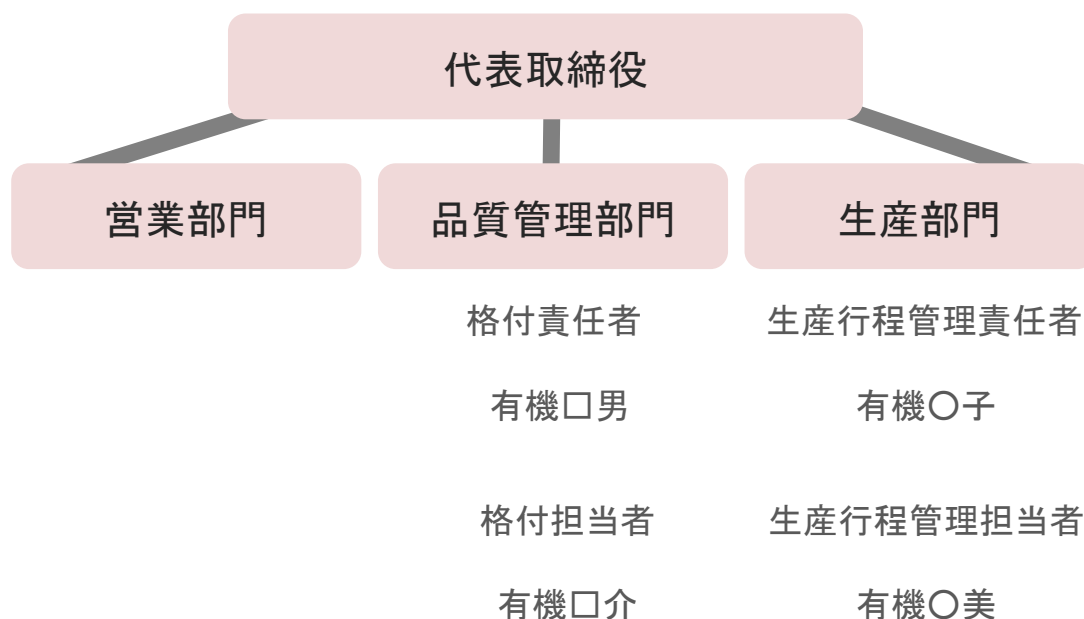 代表取締役
営業部門
品質管理部門
生産部門
格付責任者
生産行程管理責任者
有機□男
有機〇子
格付担当者
生産行程管理担当者
有機□介
有機〇美